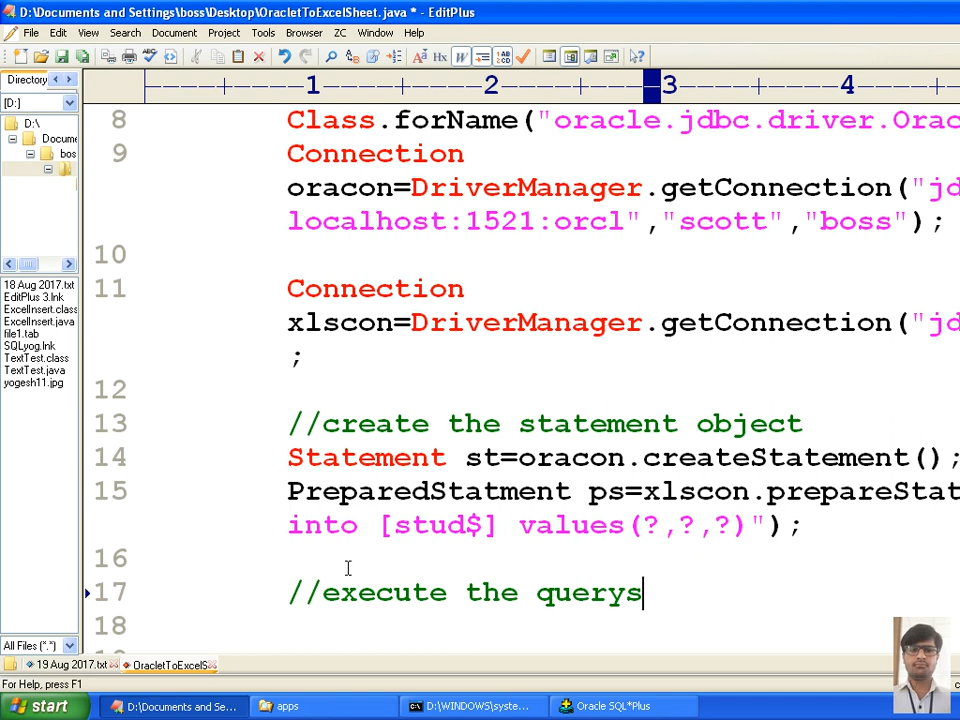 D:\Documents and Settings\boss\Desktop\OracletToExcelSheet.java * - EditPlus
File Edit View Search Document Project Tools Browser ZC Window Help
Directory
[D:]
D:\
Docume
bos
18 Aug 2017.txt
EditPlus 3.lnk
ExcelInsert.class
ExcelInsert.java
file1.tab
SQLyog.lnk
TextTest.class
TextTest.java
yogesh11.jpg
All Files (*.*)
----+----1----+----2----+----3----+----4----+
8 Class.forName("oracle.jdbc.driver.Orac
9 Connection
oracon=DriverManager.getConnection("jd
localhost:1521:orcl","scott","boss");
10
11 Connection
xlscon=DriverManager.getConnection("jd
;
12
13 //create the statement object
14 Statement st=oracon.createStatement();
15 PreparedStatment ps=xlscon.prepareStat
into [stud$] values(?,?,?)");
16
17 //execute the querys
18
19 Aug 2017.txt OracletToExcelS
For Help, press F1
start D:\Documents and Se... apps D:\WINDOWS\syste... Oracle SQL*Plus